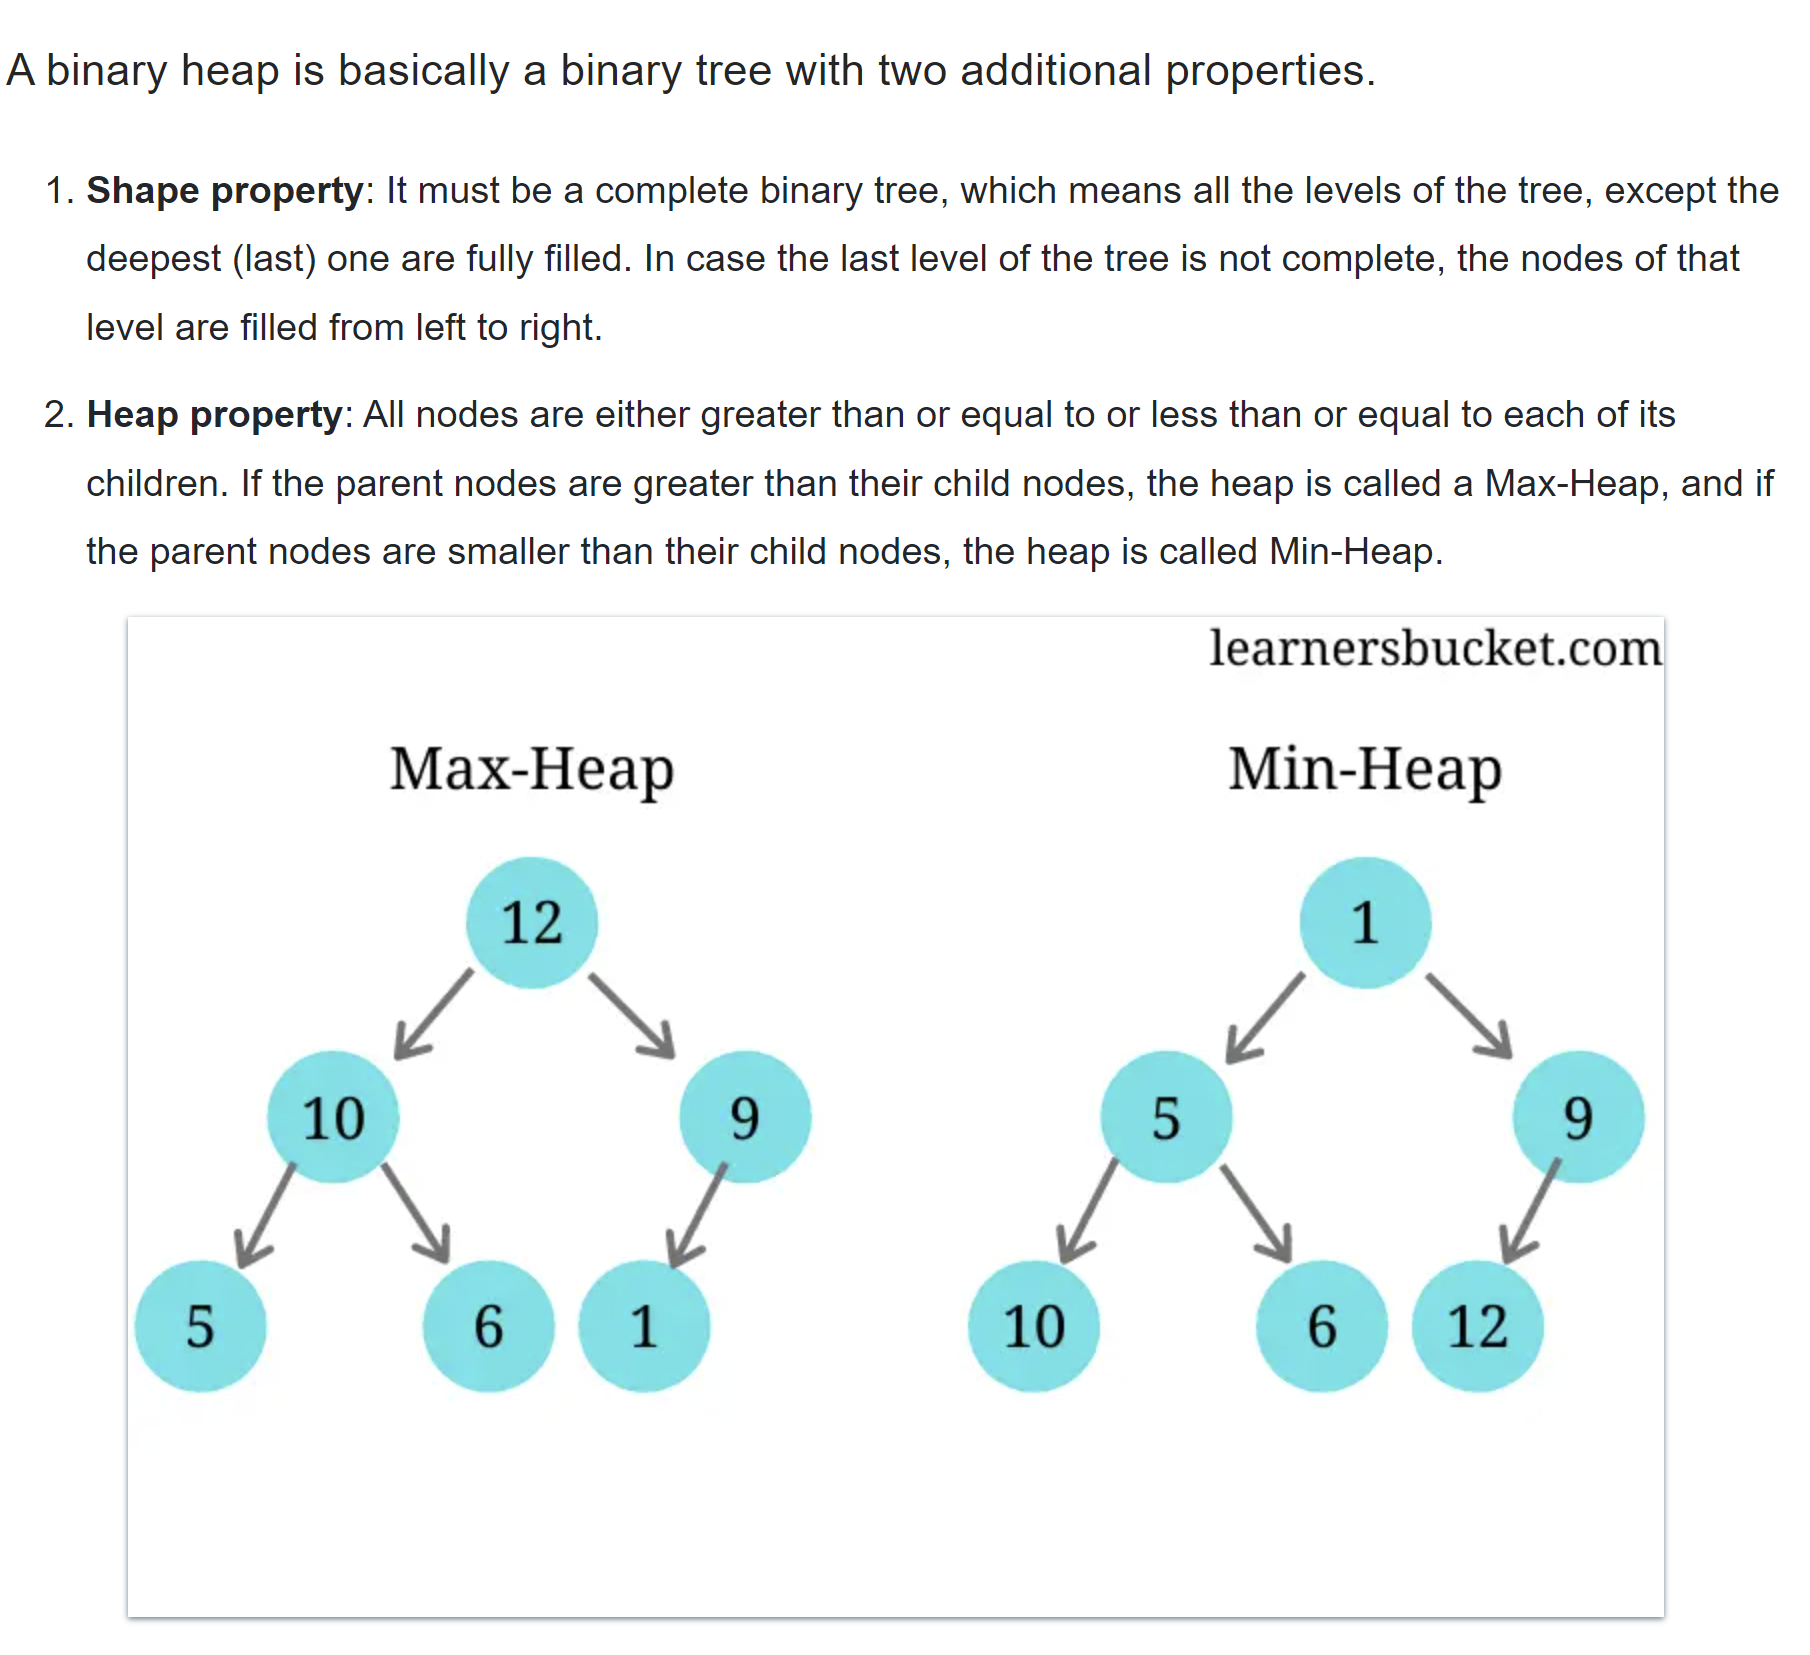 A binary heap is basically a binary tree with two additional properties.
1. Shape property: It must be a complete binary tree, which means all the levels of the tree, except the
deepest (last) one are fully filled. In case the last level of the tree is not complete, the nodes of that
level are filled from left to right.
2. Heap property: All nodes are either greater than or equal to or less than or equal to each of its
children. If the parent nodes are greater than their child nodes, the heap is called a Max-Heap, and if
the parent nodes are smaller than their child nodes, the heap is called Min-Heap.
learnersbucket.com
Max-Heap
12
10
9
5
6
1
Min-Heap
1
5
9
10
6
12